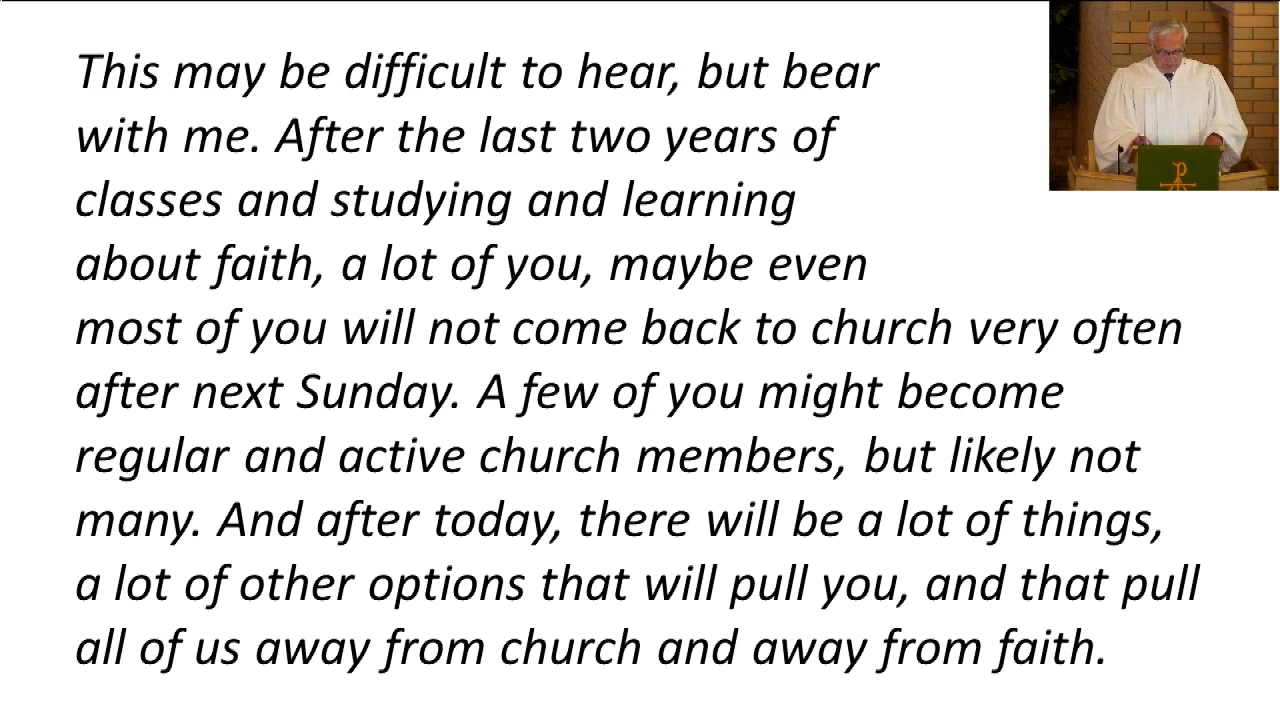 This may be difficult to hear, but bear
with me. After the last two years of
classes and studying and learning
about faith, a lot of you, maybe even
most of you will not come back to church very often
after next Sunday. A few of you might become
regular and active church members, but likely not
many. And after today, there will be a lot of things,
a lot of other options that will pull you, and that pull
all of us away from church and away from faith.